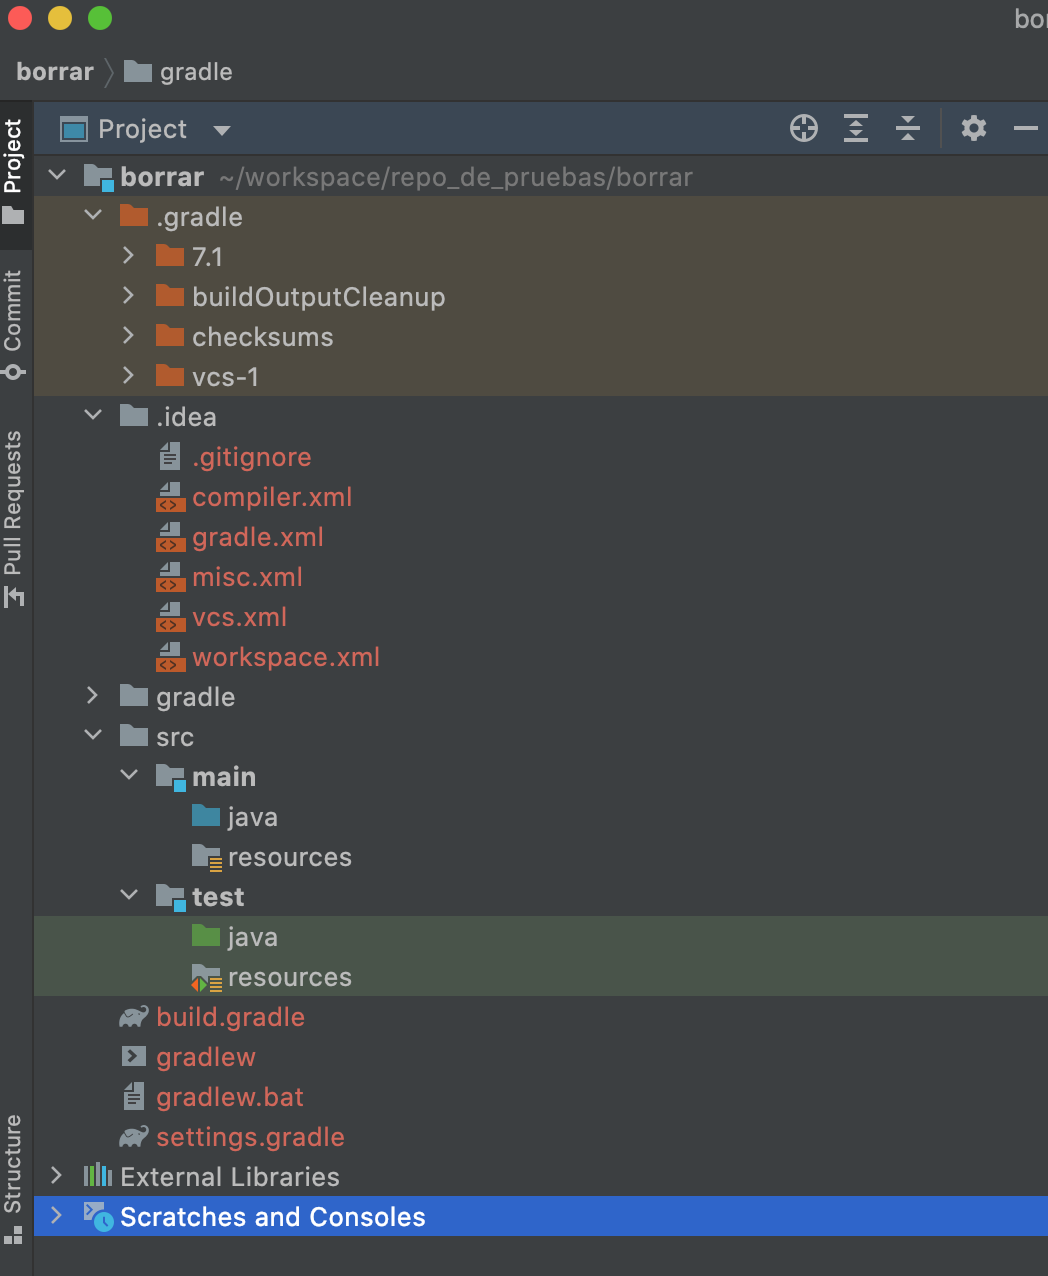 bor
borrar gradle
Project
Project
Commit
Pull Requests
Structure
borrar ~/workspace/repo_de_pruebas/borrar
.gradle
7.1
buildOutputCleanup
checksums
vcs-1
.idea
.gitignore
compiler.xml
gradle.xml
misc.xml
vcs.xml
workspace.xml
gradle
src
main
java
resources
test
java
resources
build.gradle
gradlew
gradlew.bat
settings.gradle
External Libraries
Scratches and Consoles